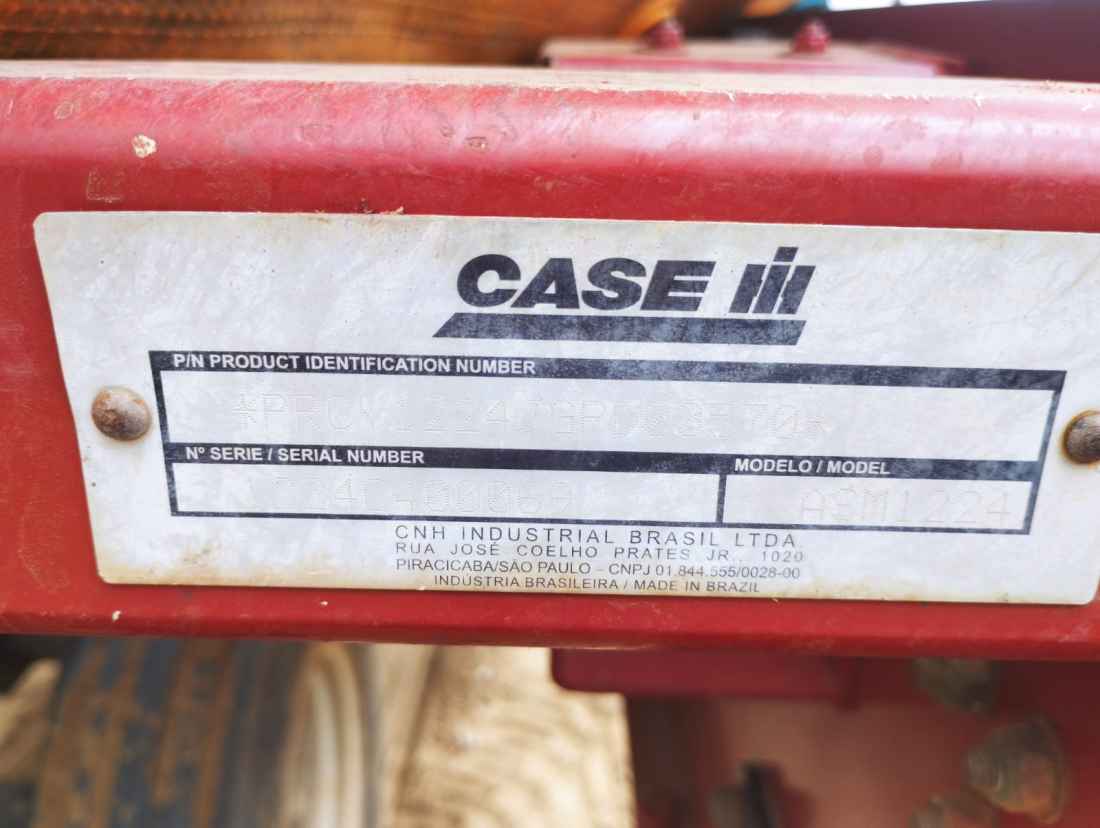 CASE IH
P/N PRODUCT IDENTIFICATION NUMBER
Nº SERIE / SERIAL NUMBER
MODELO / MODEL
ASM1224
CNH INDUSTRIAL BRASIL LTDA.
RUA JOSÉ COELHO PRATES JR., 1020
PIRACICABA/SÃO PAULO – CNPJ 01.844.555/0028-00
INDÚSTRIA BRASILEIRA / MADE IN BRAZIL